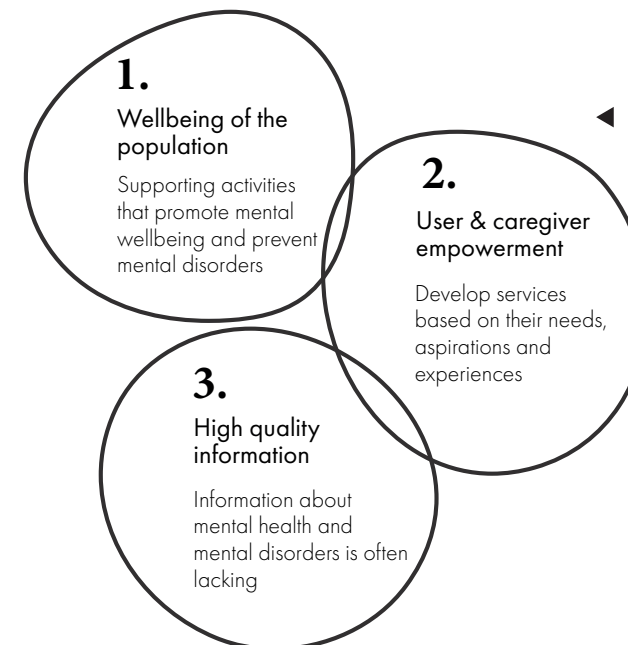 1.
Wellbeing of the
population
Supporting activities
that promote mental
wellbeing and prevent
mental disorders
2.
User & caregiver
empowerment
Develop services
based on their needs,
aspirations and
experiences
3.
High quality
information
Information about
mental health and
mental disorders is often
lacking